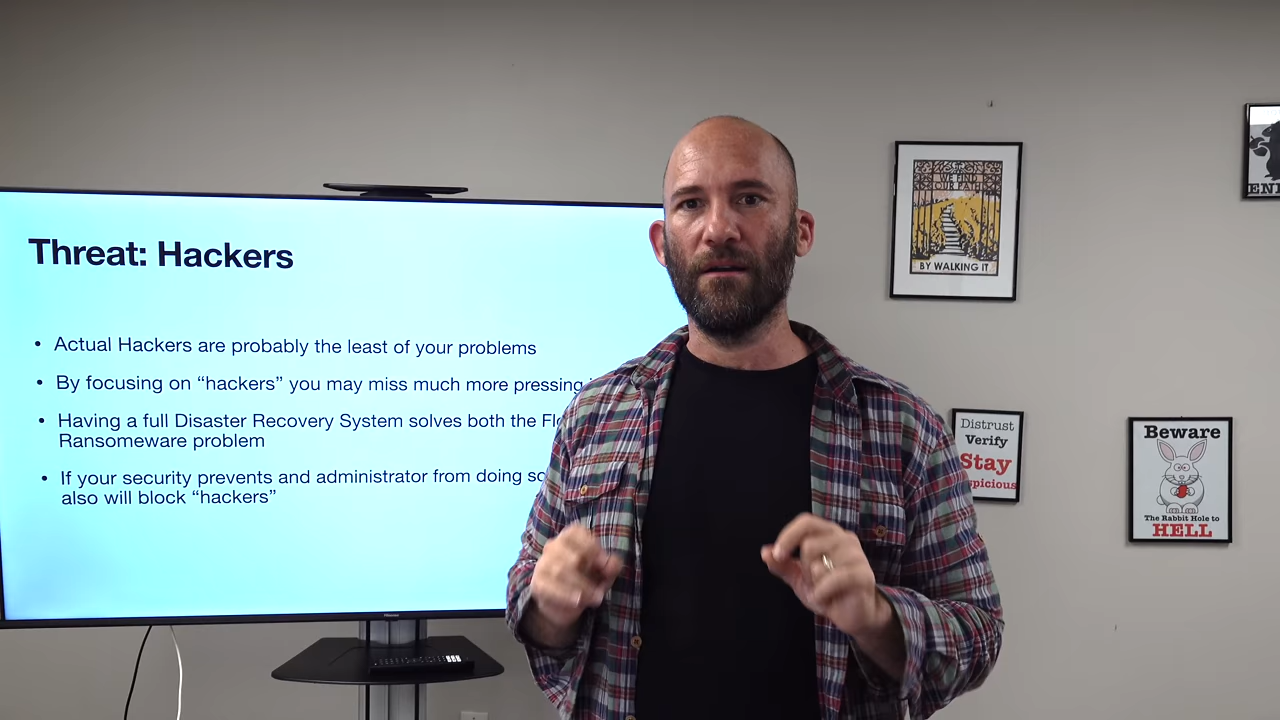 Threat: Hackers
• Actual Hackers are probably the least of your problems
• By focusing on “hackers” you may miss much more pressing
• Having a full Disaster Recovery System solves both the
Ransomeware problem
• If your security prevents and administrator from doing
also will block “hackers”
WE FIND
OUR PATH
BY WALKING IT
Distrust
Verify
Stay
Beware
The Rabbit Hole to
HELL
Hisense